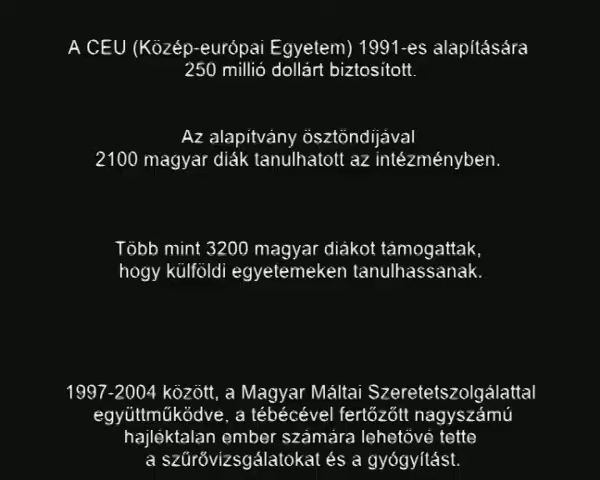 A CEU (Közép-európai Egyetem) 1991-es alapítására
250 millió dollárt biztosított.
Az alapítvány ösztöndíjával
2100 magyar diák tanulhatott az intézményben.
Több mint 3200 magyar diákot támogattak,
hogy külföldi egyetemeken tanulhassanak.
1997-2004 között, a Magyar Máltai Szeretetszolgálattal
együttműködve, a tébécével fertőzött nagyszámú
hajléktalan ember számára lehetővé tette
a szűrővizsgálatokat és a gyógyítást.